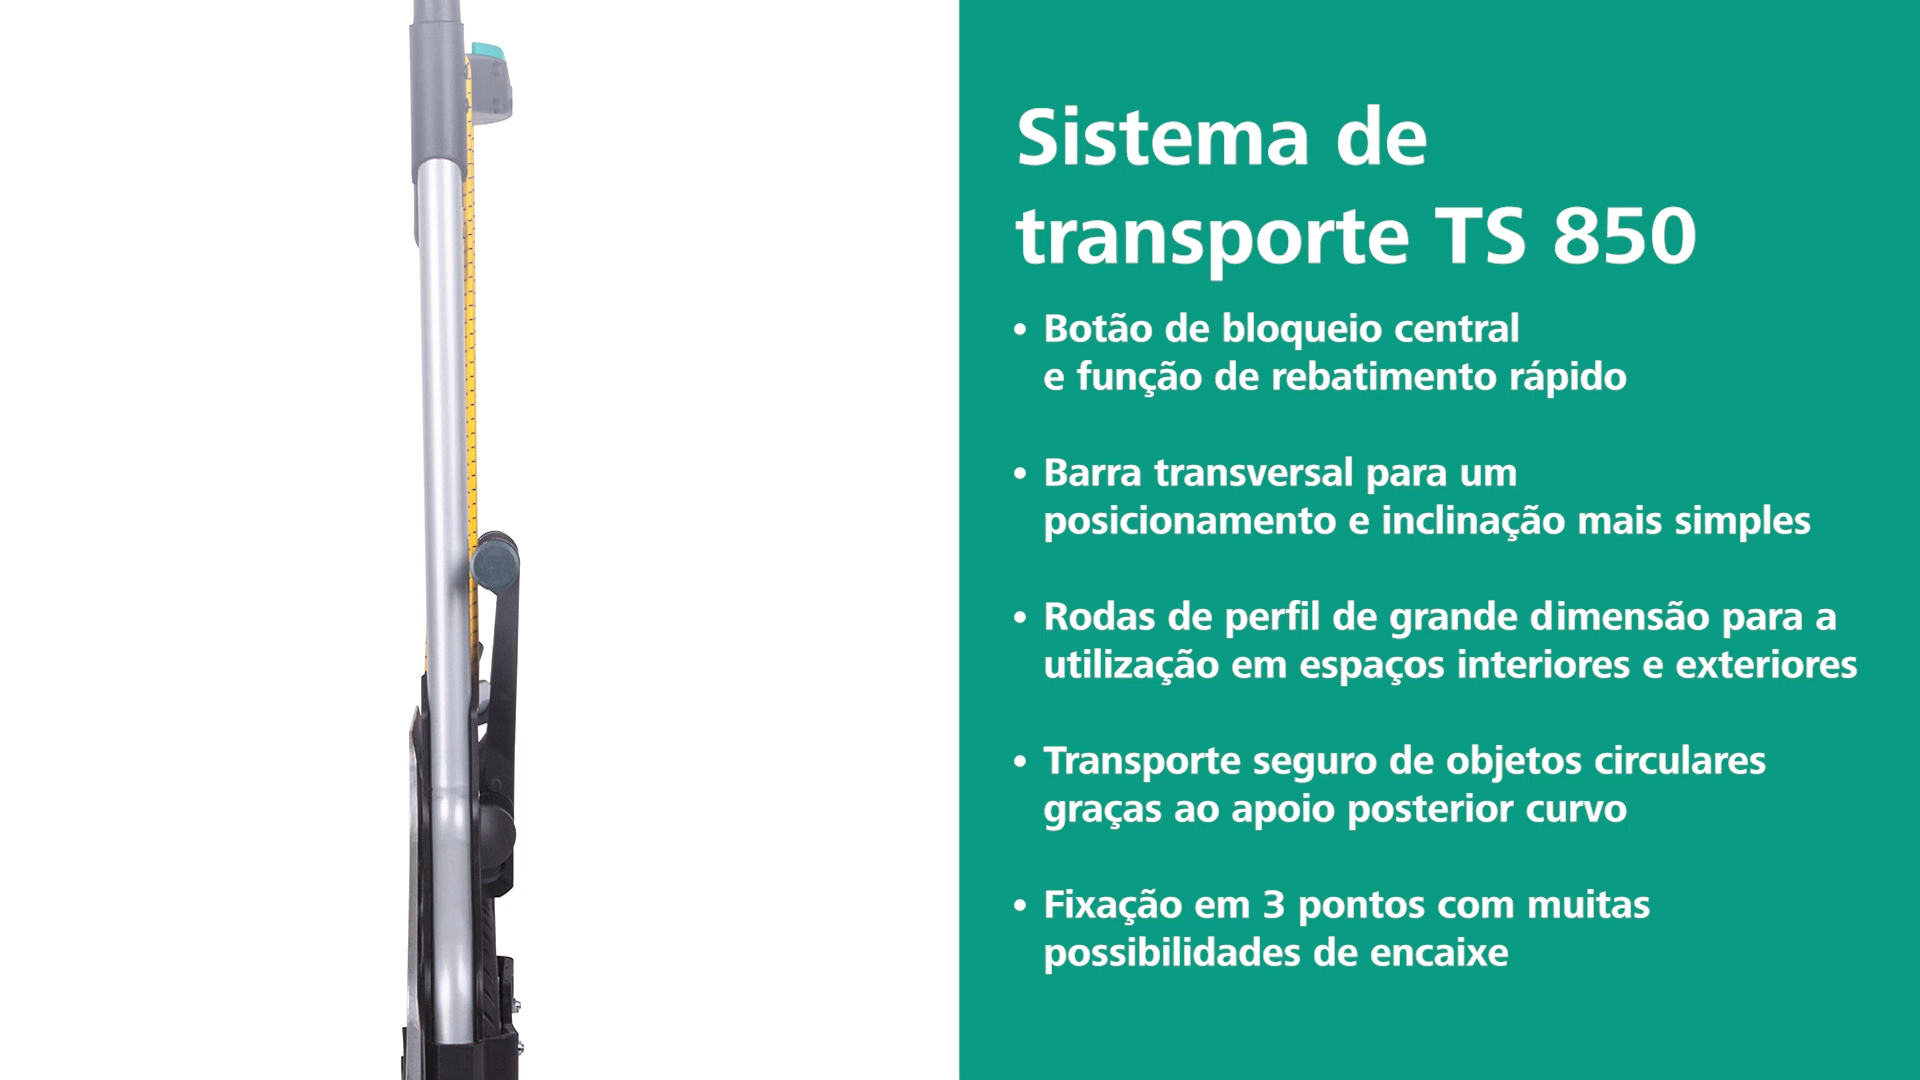 Sistema de
transporte TS 850
• Botão de bloqueio central
e função de rebatimento rápido
• Barra transversal para um
posicionamento e inclinação mais simples
• Rodas de perfil de grande dimensão para a
utilização em espaços interiores e exteriores
• Transporte seguro de objetos circulares
graças ao apoio posterior curvo
• Fixação em 3 pontos com muitas
possibilidades de encaixe